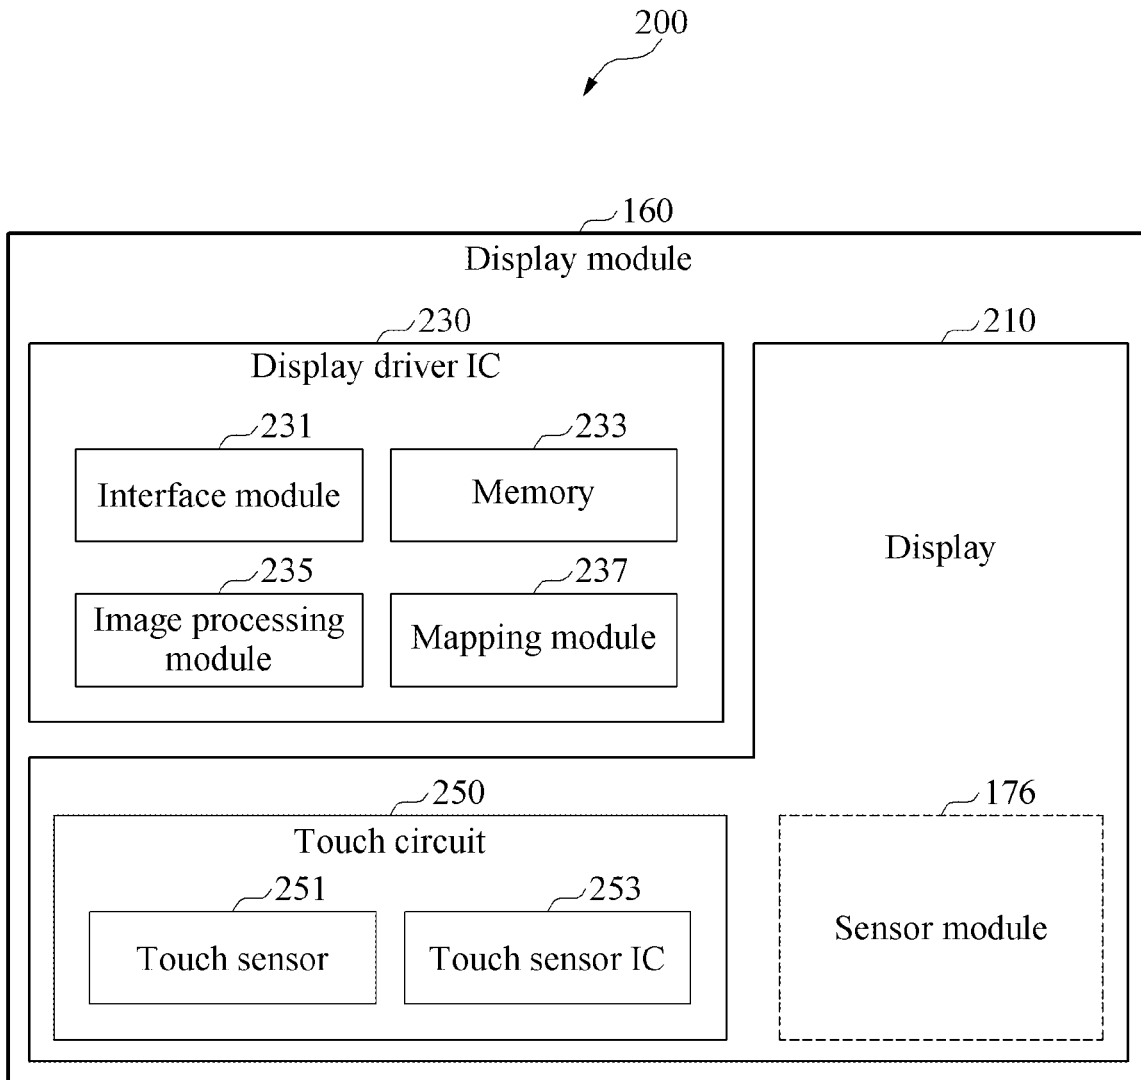 200
160
Display module
230
210
Display driver IC
231
233
Interface module
Memory
Display
235
237
Image processing
module
Mapping module
250
176
Touch circuit
251
253
Sensor module
Touch sensor
Touch sensor IC